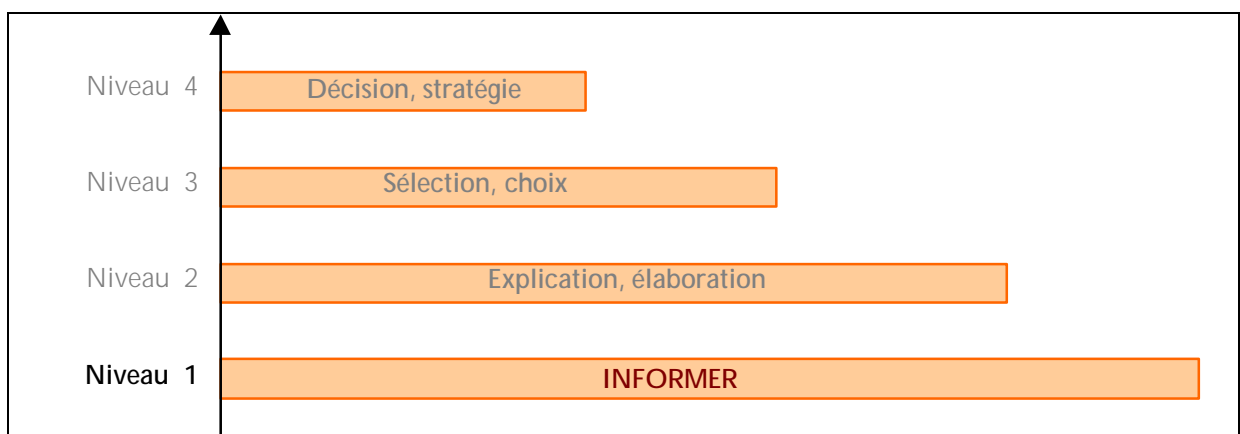 Niveau 4 Décision, stratégie
Niveau 3 Sélection, choix
Niveau 2 Explication, élaboration
Niveau 1 INFORMER